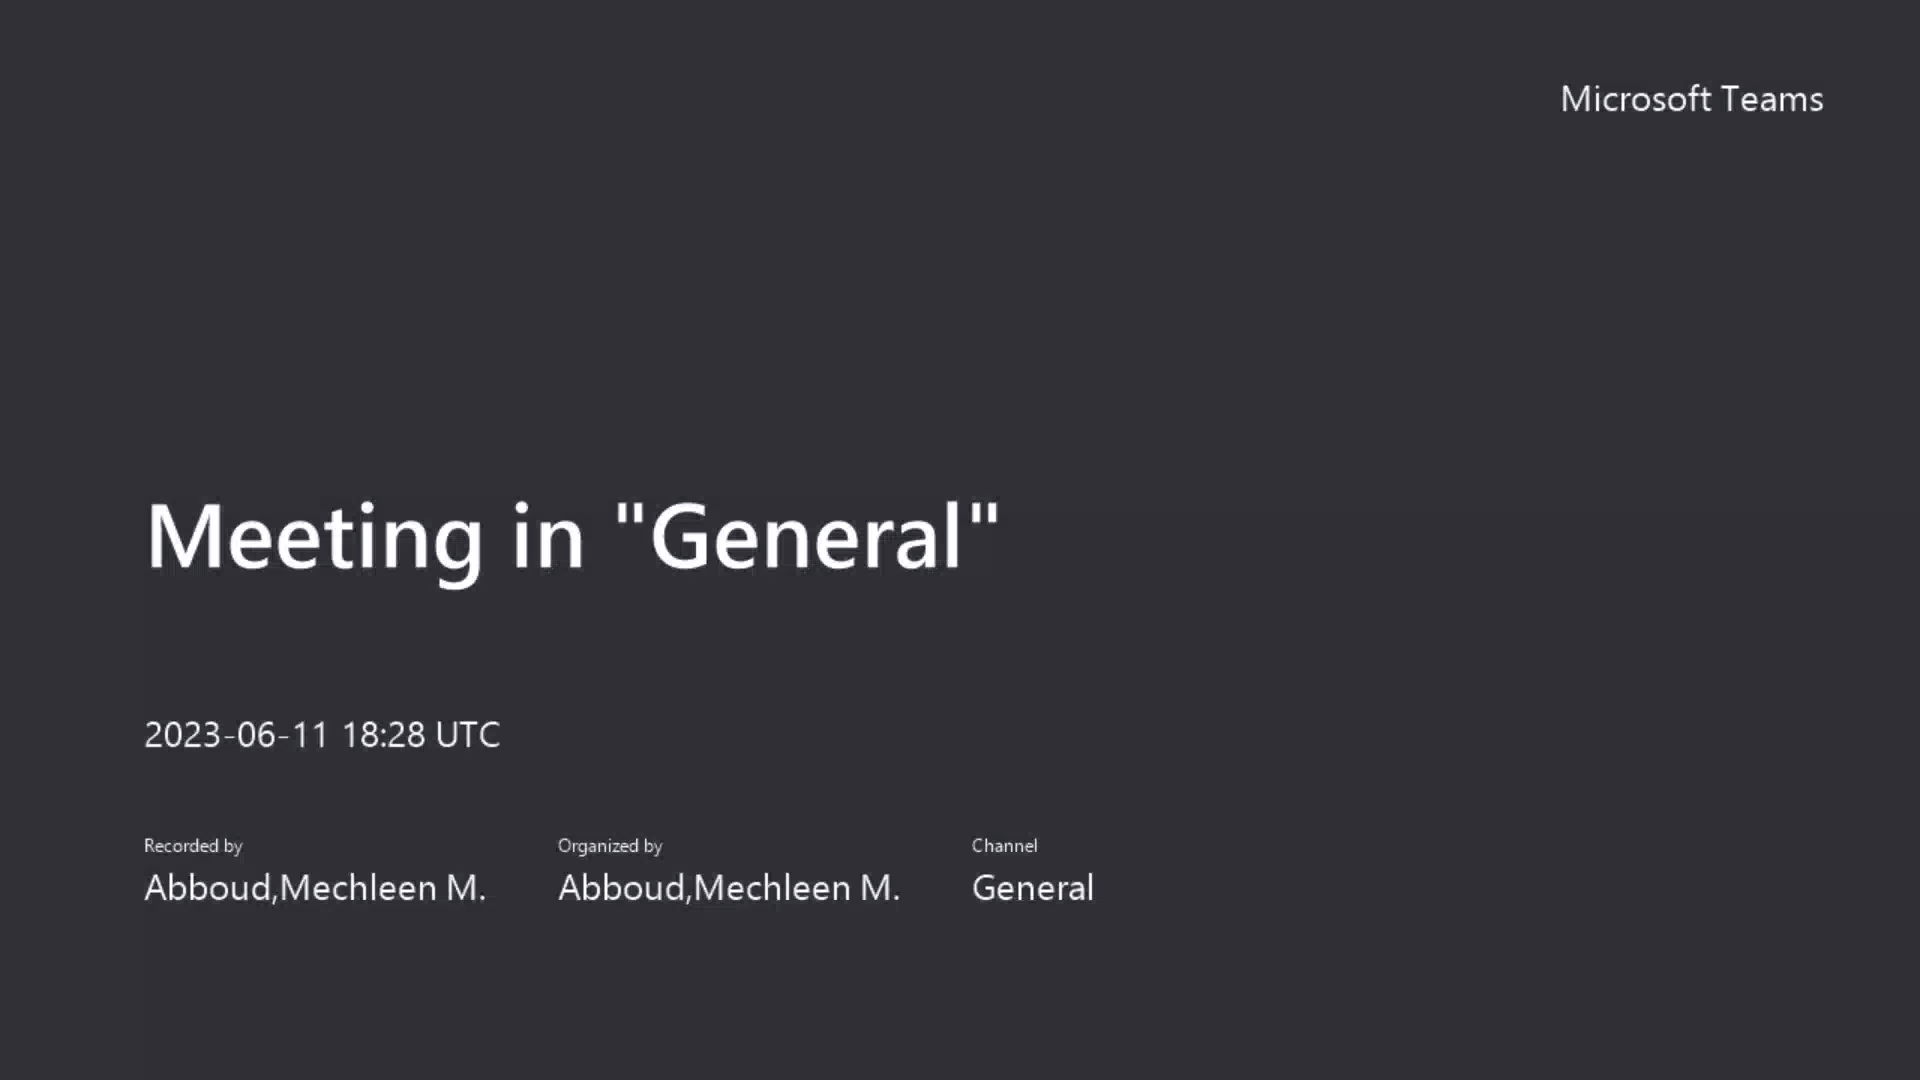 Microsoft Teams
Meeting in "General"
2023-06-11 18:28 UTC
Recorded by
Abboud,Mechleen M.
Organized by
Abboud,Mechleen M.
Channel
General